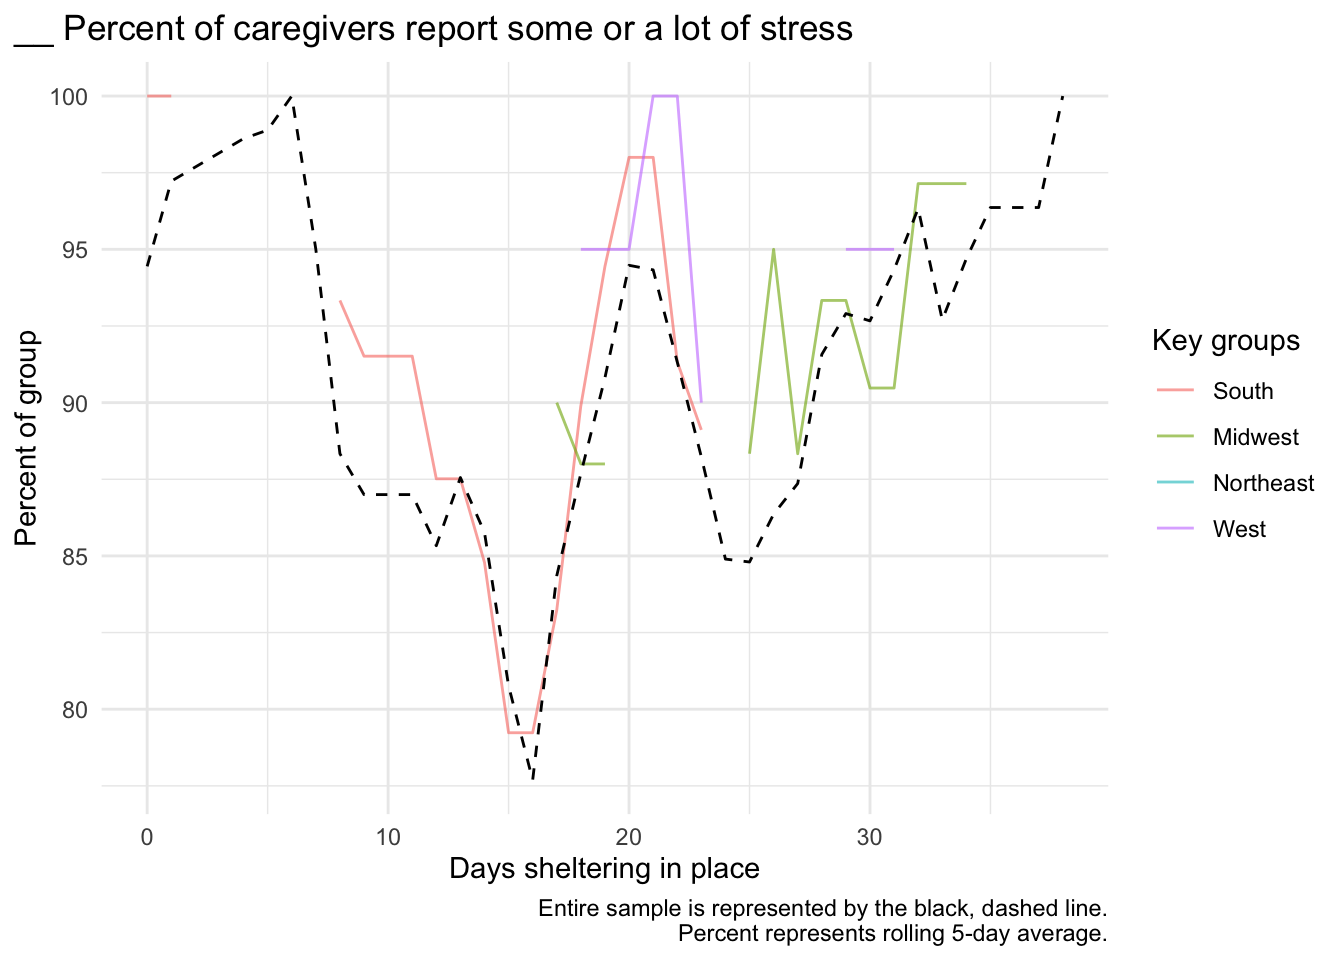 __ Percent of caregivers report some or a lot of stress
100
95
90
85
80
Percent of group
0 10 20 30
Days sheltering in place
Key groups
South
Midwest
Northeast
West
Entire sample is represented by the black, dashed line.
Percent represents rolling 5-day average.